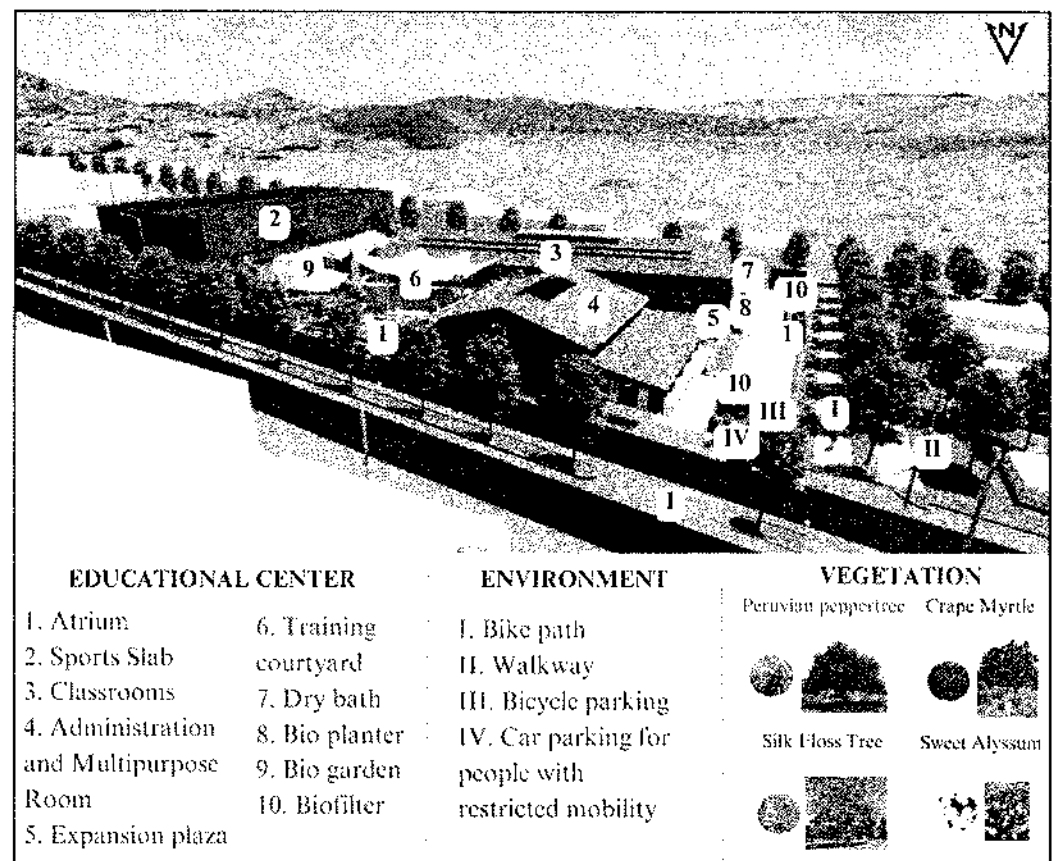 N
2
3
9
6
7
10
4
8
5
1
1
10
I
III
IV
II
I
EDUCATIONAL CENTER
1. Atrium
2. Sports Slab
3. Classrooms
4. Administration
and Multipurpose
Room
5. Expansion plaza
6. Training
courtyard
7. Dry bath
8. Bio planter
9. Bio garden
10. Biofilter
ENVIRONMENT
I. Bike path
II. Walkway
III. Bicycle parking
IV. Car parking for
people with
restricted mobility
VEGETATION
Peruvian peppertree Crape Myrtle
Silk Floss Tree Sweet Alyssum